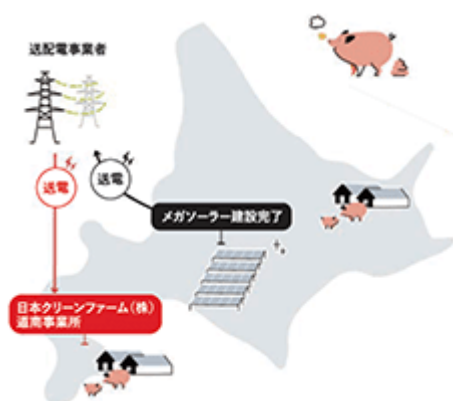 送配電事業者
送電
送電
メガソーラー建設完了
日本クリーンファーム(株)
道南事業所